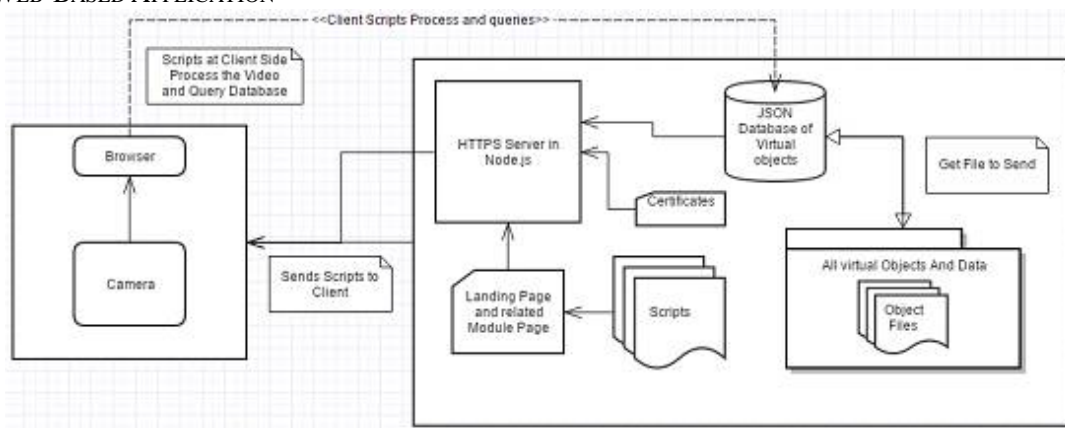 WEB-BASED APPLICATION
<<Client Scripts Process and queries>>
Scripts at Client Side
Process the Video
and Query Database
Browser
Camera
Sends Scripts to
Client
HTTPS Server in
Node.js
JSON
Database of
Virtual
objects
Certificates
Get File to Send
Landing Page
and related
Module Page
Scripts
All virtual Objects And Data
Object
Files